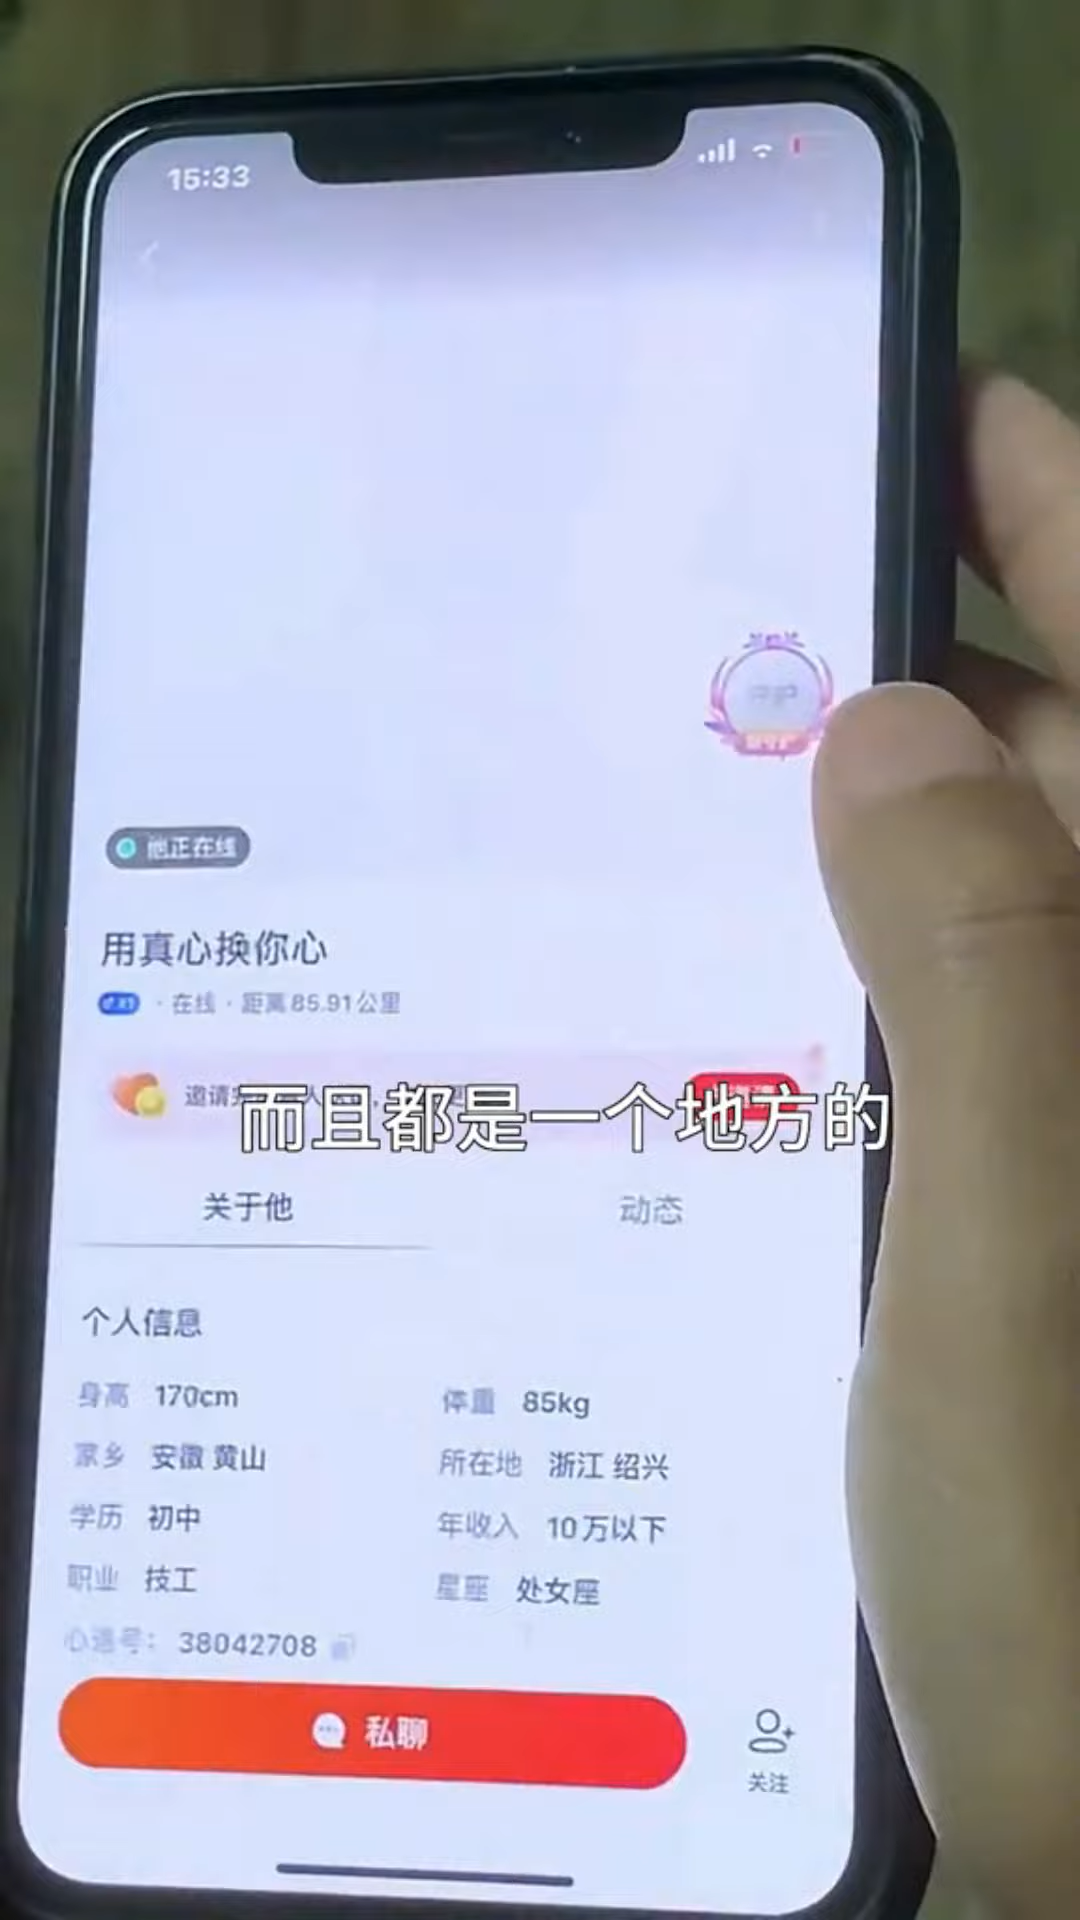 15:33
他正在线
用真心换你心
· 在线 · 距离85.91公里
邀请
而且都是一个地方的
关于他 动态
个人信息
身高 170cm 体重 85kg
家乡 安徽 黄山 所在地 浙江 绍兴
学历 初中 年收入 10万以下
职业 技工 星座 处女座
号： 38042708
私聊
关注